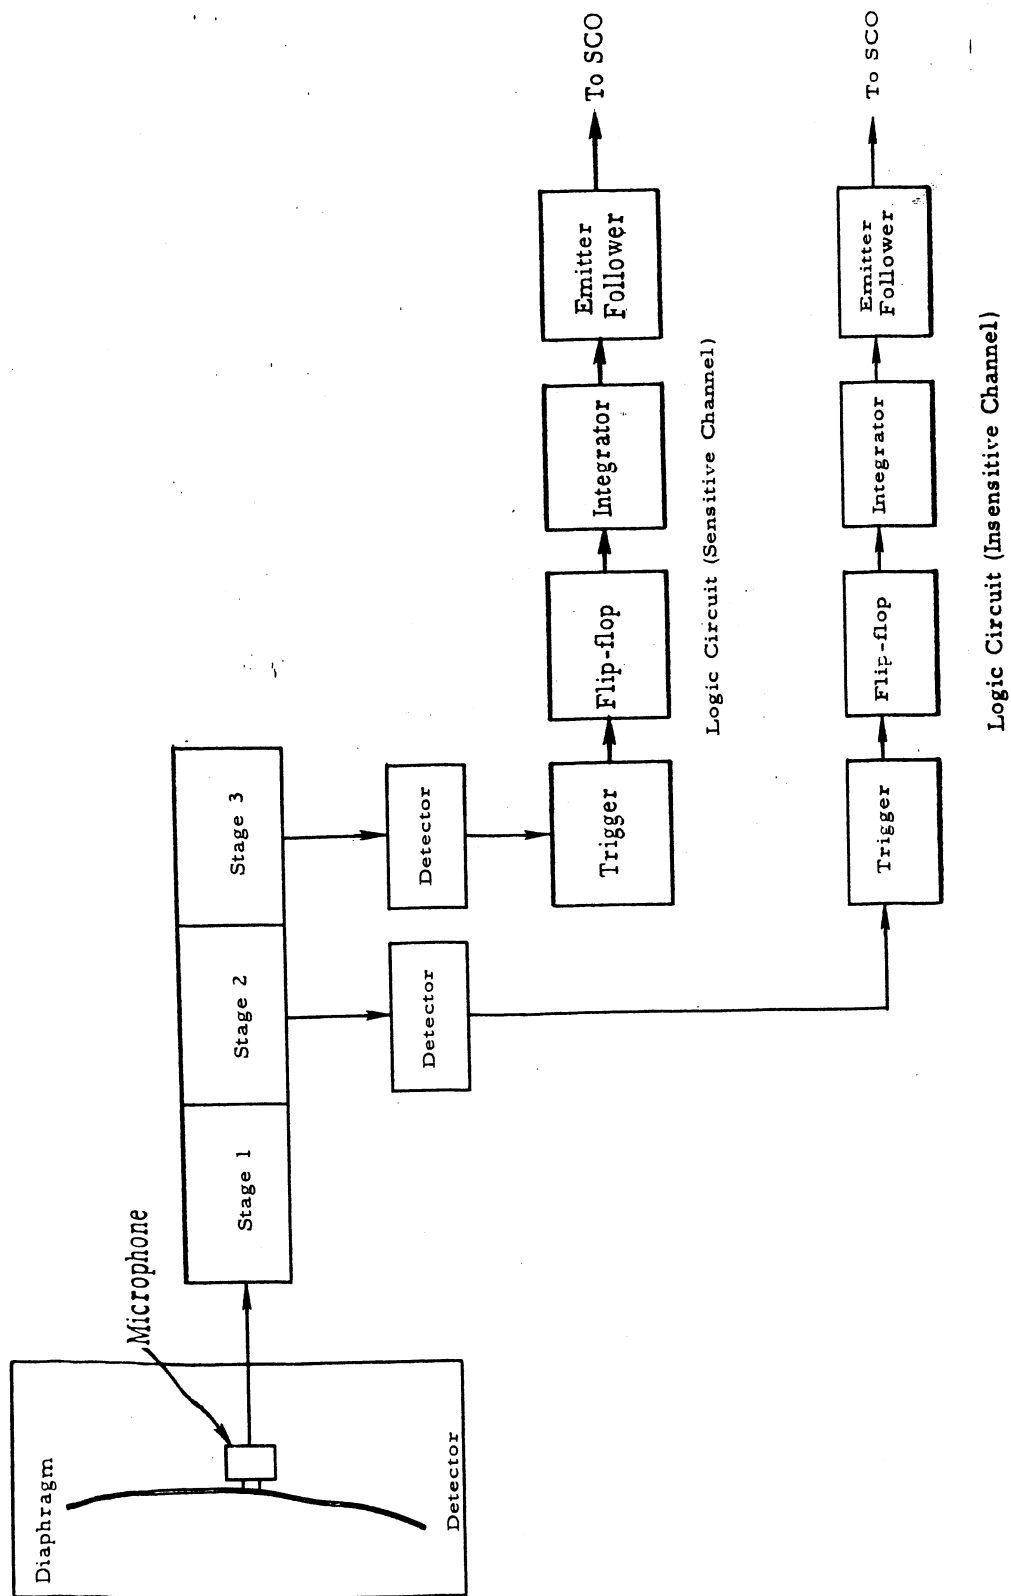 Diaphragm
Detector
Microphone
Stage 1
Stage 2
Stage 3
Detector
Detector
Trigger
Flip-flop
Integrator
Emitter
Follower
To SCO
Logic Circuit (Sensitive Channel)
Trigger
Flip-flop
Integrator
Emitter
Follower
To SCO
Logic Circuit (Insensitive Channel)